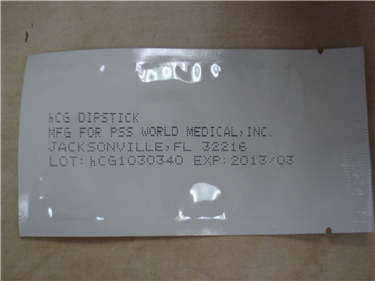 hCG DIPSTICK
MFG FOR PSS WORLD MEDICAL,INC.
JACKSONVILLE,FL 32216
LOT:hCG1030340 EXP:2013/03